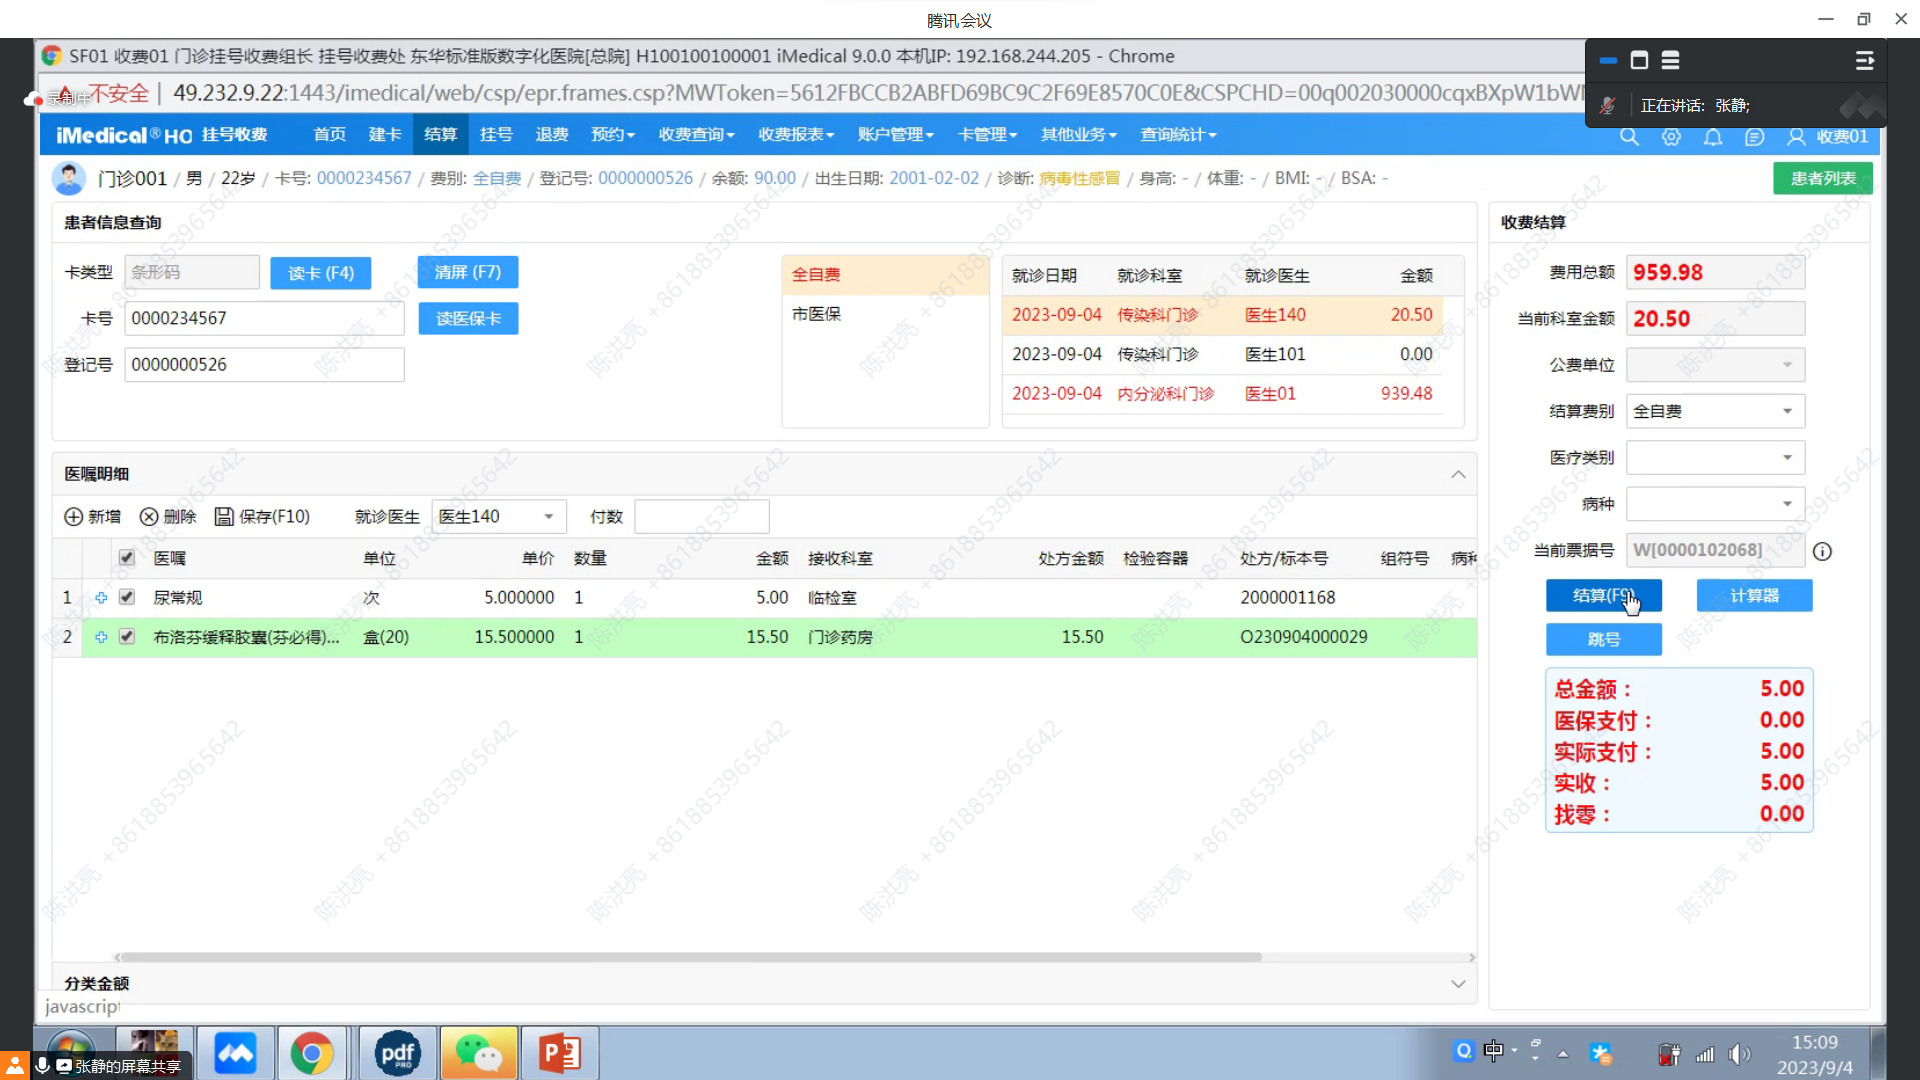 腾讯会议
SF01 收费01 门诊挂号收费组长 挂号收费处 东华标准版数字化医院[总院] H100100100001 iMedical 9.0.0 本机IP: 192.168.244.205 - Chrome
录制中 不安全 | 49.232.9.22:1443/imedical/web/csp/epr.frames.csp?MWToken=5612FBCCB2ABFD69BC9C2F69E8570C0E&CSPCHD=00q002030000cqxBXpW1bW
正在讲话: 张静;
iMedical® HO 挂号收费 首页 建卡 结算 挂号 退费 预约 收费查询 收费报表 账户管理 卡管理 其他业务 查询统计 收费01
门诊001 / 男 / 22岁 / 卡号: 0000234567 / 费别: 全自费 / 登记号: 0000000526 / 余额: 90.00 / 出生日期: 2001-02-02 / 诊断: 病毒性感冒 / 身高: - / 体重: - / BMI: - / BSA: - 患者列表
患者信息查询
卡类型 条形码 读卡 (F4) 清屏 (F7)
卡号 0000234567 读医保卡
登记号 0000000526
全自费
市医保
就诊日期 就诊科室 就诊医生 金额
2023-09-04 传染科门诊 医生140 20.50
2023-09-04 传染科门诊 医生101 0.00
2023-09-04 内分泌科门诊 医生01 939.48
医嘱明细
新增 删除 保存(F10) 就诊医生 医生140 付数
医嘱 单位 单价 数量 金额 接收科室 处方金额 检验容器 处方/标本号 组符号 病种
1 尿常规 次 5.000000 1 5.00 临检室 2000001168
2 布洛芬缓释胶囊(芬必得)... 盒(20) 15.500000 1 15.50 门诊药房 15.50 O230904000029
分类金额
javascript
收费结算
费用总额 959.98
当前科室金额 20.50
公费单位
结算费别 全自费
医疗类别
病种
当前票据号 W[0000102068]
结算(F9) 计算器
跳号
总金额： 5.00
医保支付： 0.00
实际支付： 5.00
实收： 5.00
找零： 0.00
陈洪亮 +8618853965642
张静的屏幕共享
pdf
PRO
中
15:09
2023/9/4